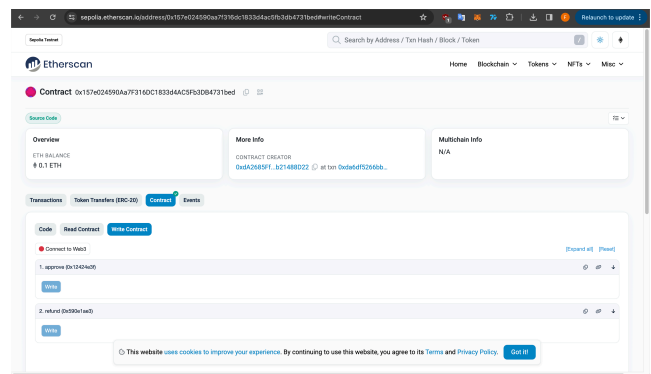 sepolia.etherscan.io/address/0x157e024590aa7f316dc1833d4ac5fb3db4731bed#writeContract
Relaunch to update
Sepolia Testnet
Search by Address / Txn Hash / Block / Token
/
Etherscan
Home Blockchain Tokens NFTs Misc
Contract 0x157e024590Aa7F316DC1833d4AC5Fb3DB4731bed
Source Code
Overview
ETH BALANCE
0.1 ETH
More Info
CONTRACT CREATOR
0xdA2685Ff...b21488D22 at txn 0xda6df5266bb...
Multichain Info
N/A
Transactions Token Transfers (ERC-20) Contract Events
Code Read Contract Write Contract
Connect to Web3 [Expand all] [Reset]
1. approve (0x12424e3f)
Write
2. refund (0x590e1ae3)
Write
This website uses cookies to improve your experience. By continuing to use this website, you agree to its Terms and Privacy Policy. Got it!